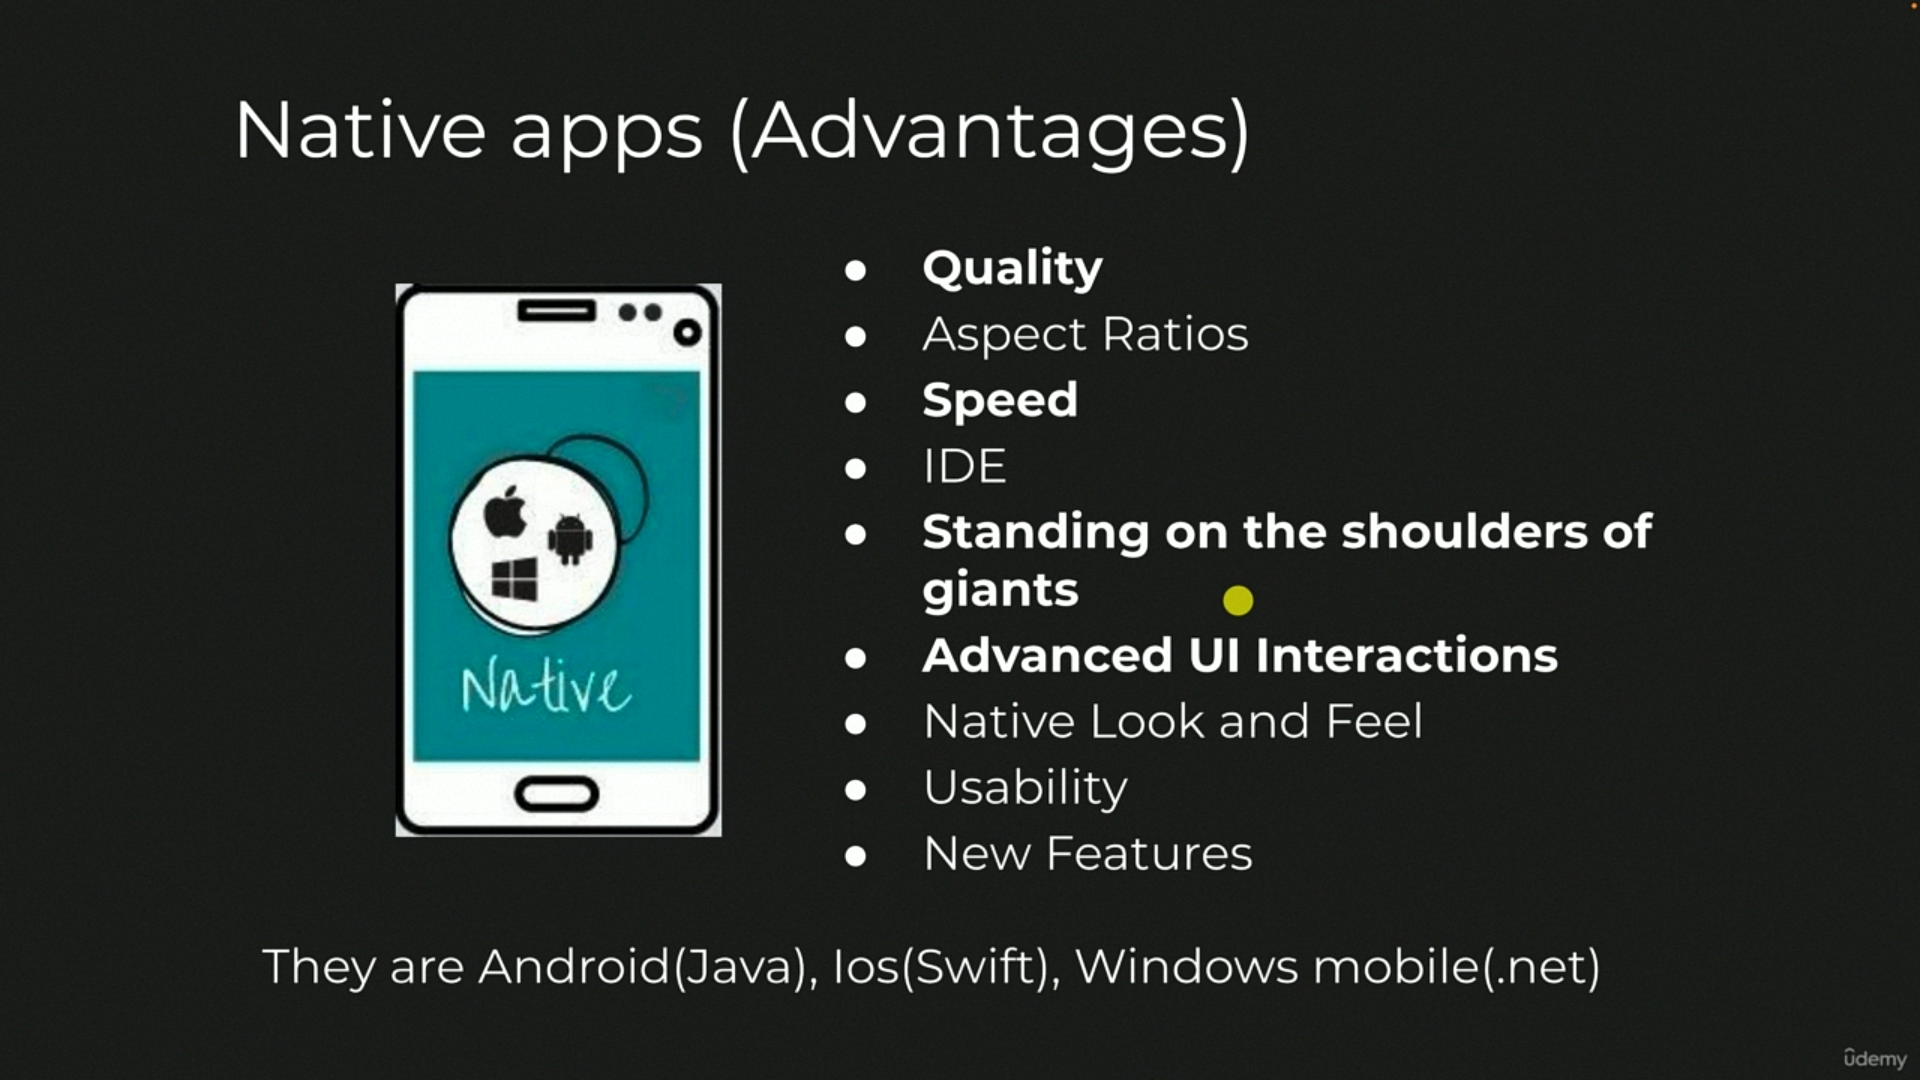 Native apps (Advantages)
Native
● Quality
● Aspect Ratios
● Speed
● IDE
● Standing on the shoulders of
giants
● Advanced UI Interactions
● Native Look and Feel
● Usability
● New Features
They are Android(Java), Ios(Swift), Windows mobile(.net)
ûdemy